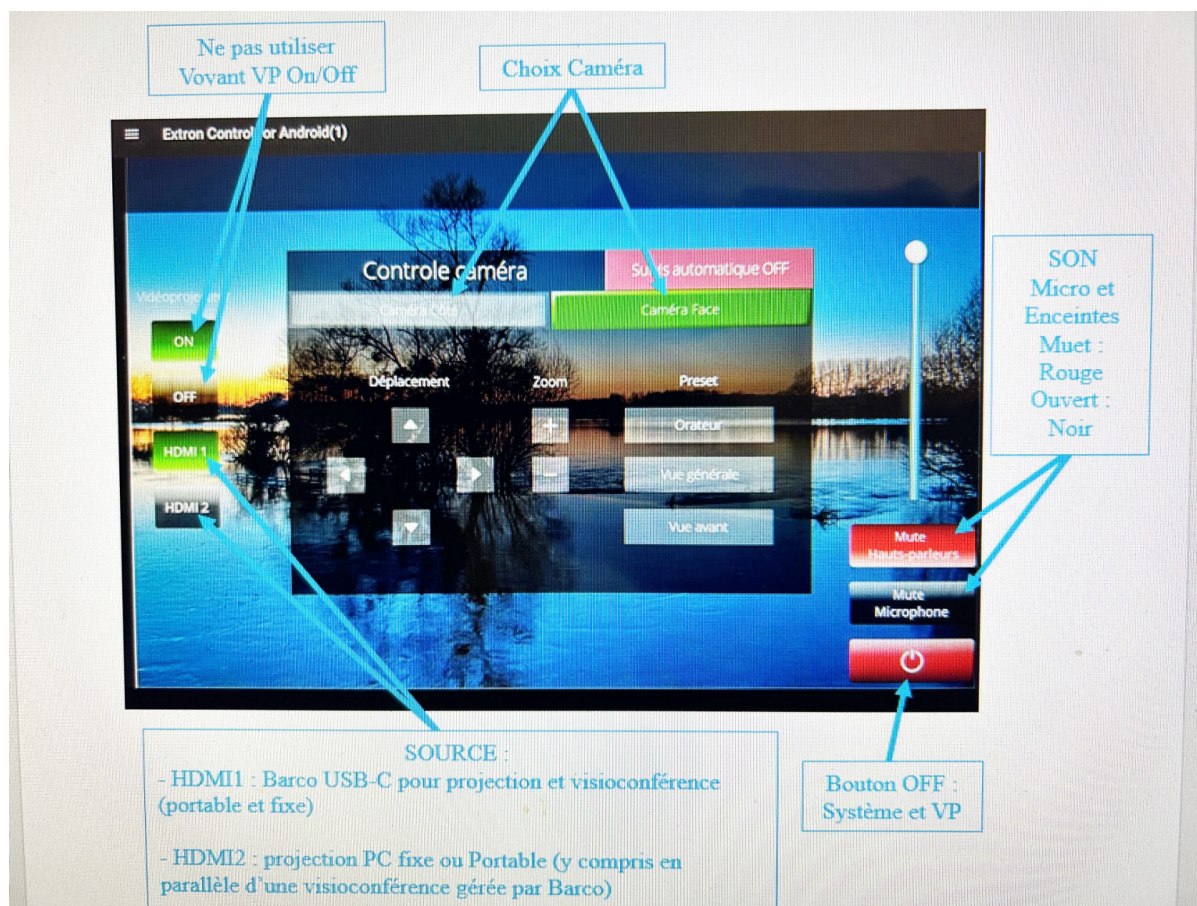 Ne pas utiliser
Voyant VP On/Off
Choix Caméra
Extron Control for Android(1)
Controle caméra
Suivis automatique OFF
Vidéoprojecteur
Caméra Côté
Caméra Face
ON
OFF
HDMI 1
HDMI 2
Déplacement
Zoom
Preset
+
-
Orateur
Vue générale
Vue avant
SON
Micro et
Enceintes
Muet :
Rouge
Ouvert :
Noir
Mute
Hauts-parleurs
Mute
Microphone
SOURCE :
- HDMI1 : Barco USB-C pour projection et visioconférence
(portable et fixe)
- HDMI2 : projection PC fixe ou Portable (y compris en
parallèle d'une visioconférence gérée par Barco)
Bouton OFF :
Système et VP